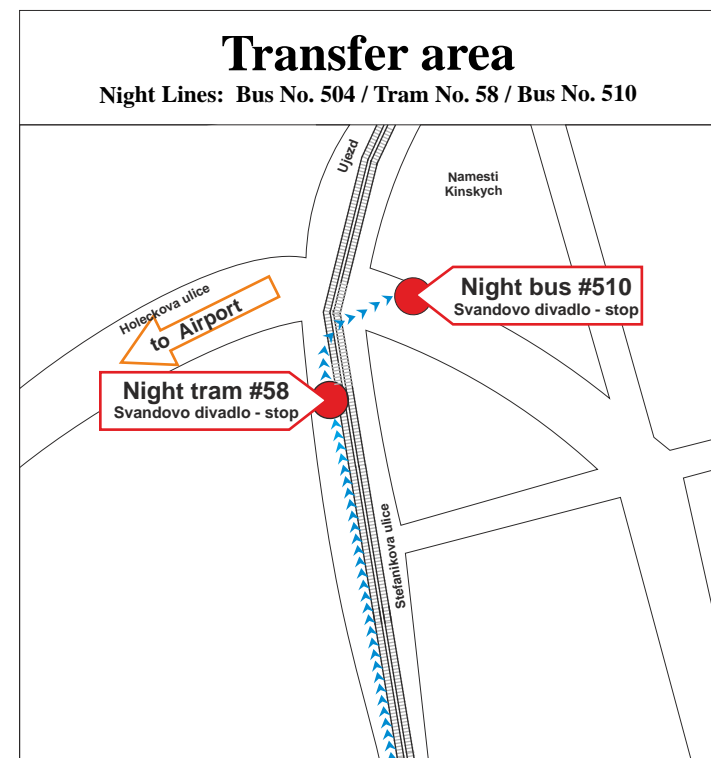 Transfer area
Night Lines: Bus No. 504 / Tram No. 58 / Bus No. 510
Ujezd
Namesti
Kinskych
Holeckova ulice
to Airport
Night bus #510
Svandovo divadlo - stop
Night tram #58
Svandovo divadlo - stop
Stefanikova ulice